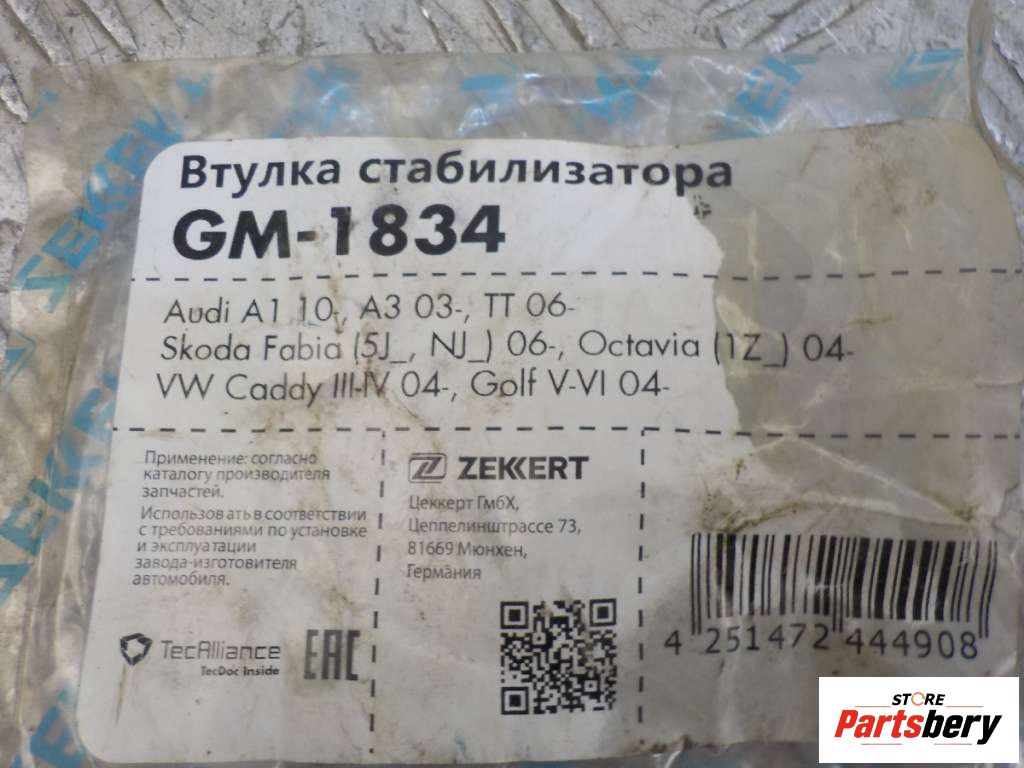 Втулка стабилизатора
GM-1834
Audi A1 10-, A3 03-, TT 06-
Skoda Fabia (5J_, NJ_) 06-, Octavia (1Z_) 04-
VW Caddy III-IV 04-, Golf V-VI 04-
Применение: согласно
каталогу производителя
запчастей.
Использовать в соответствии
с требованиями по установке
и эксплуатации
завода-изготовителя
автомобиля.
TecAlliance
TecDoc Inside
EAC
ZEKKERT
Цеккерт ГмбХ,
Цеппелинштрассе 73,
81669 Мюнхен,
Германия
4 251472 444908
STORE
Partsbery